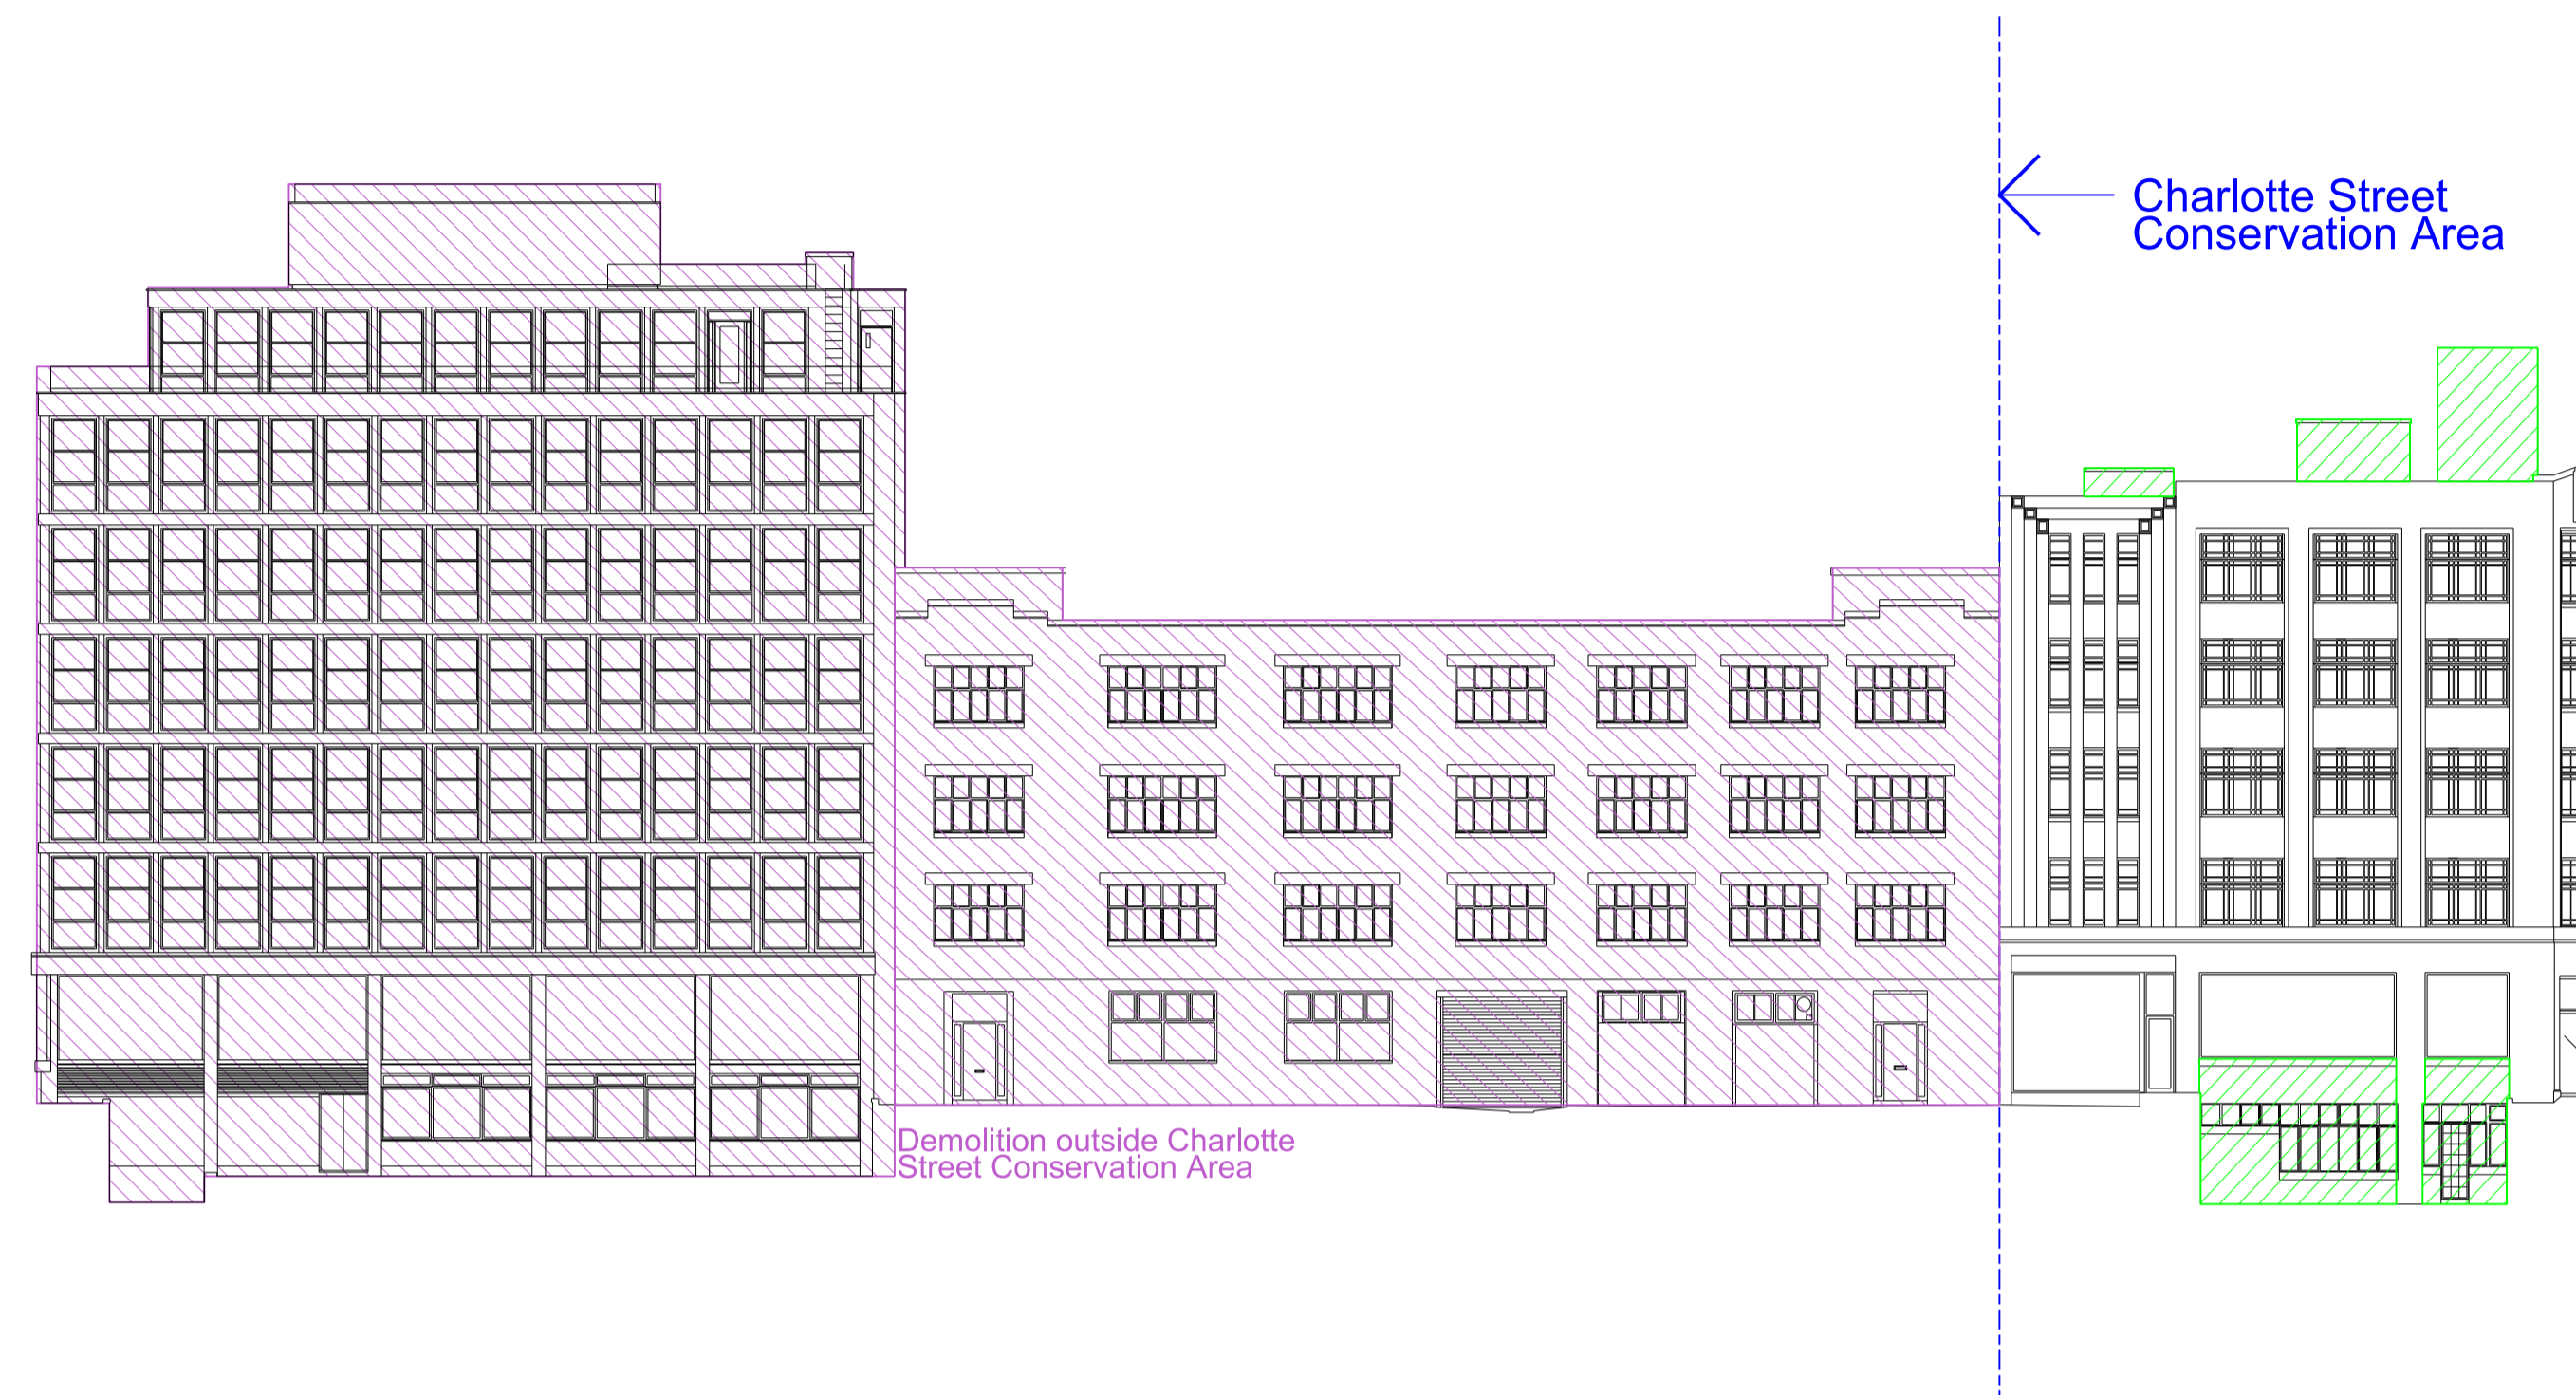 Charlotte Street
Conservation Area
Demolition outside Charlotte
Street Conservation Area